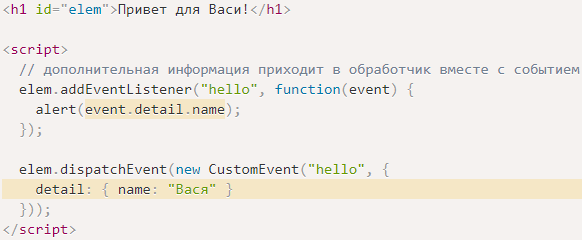 <h1 id="elem">Привет для Васи!</h1>
<script>
// дополнительная информация приходит в обработчик вместе с событием
elem.addEventListener("hello", function(event) {
alert(event.detail.name);
});
elem.dispatchEvent(new CustomEvent("hello", {
detail: { name: "Вася" }
}));
</script>